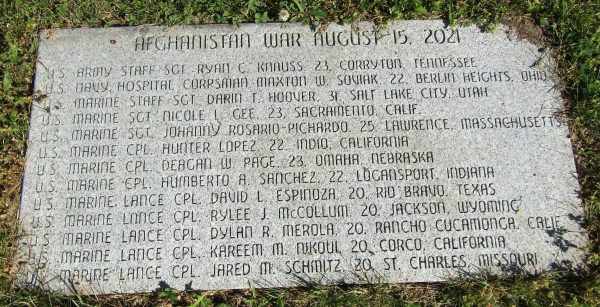 AFGHANISTAN WAR AUGUST 15, 2021
U.S. ARMY STAFF SGT. RYAN C. KNAUSS 23, CORRYTON, TENNESSEE
U.S. NAVY, HOSPITAL CORPSMAN MAXTON W. SOVIAK, 22, BERLIN HEIGHTS, OHIO
U.S. MARINE STAFF SGT. DARIN T. HOOVER, 31, SALT LAKE CITY, UTAH
U.S. MARINE SGT. NICOLE L. GEE, 23, SACRAMENTO, CALIF.
U.S. MARINE SGT. JOHANNY ROSARIO-PICHARDO, 25, LAWRENCE, MASSACHUSETTS
U.S. MARINE CPL. HUNTER LOPEZ, 22, INDIO, CALIFORNIA
U.S. MARINE CPL. DEAGAN W. PAGE, 23, OMAHA, NEBRASKA
U.S. MARINE CPL. HUMBERTO A. SANCHEZ, 22, LOGANSPORT, INDIANA
U.S. MARINE, LANCE CPL. DAVID L. ESPINOZA, 20, RIO BRAVO, TEXAS
U.S. MARINE LANCE CPL. RYLEE J. McCOLLUM, 20, JACKSON, WYOMING
U.S. MARINE LANCE CPL. DYLAN R. MEROLA, 20, RANCHO CUCAMONGA, CALIF.
U.S. MARINE LANCE CPL. KAREEM M. NIKOUI, 20, CORCO, CALIFORNIA
U.S. MARINE LANCE CPL. JARED M. SCHMITZ, 20, ST. CHARLES, MISSOURI